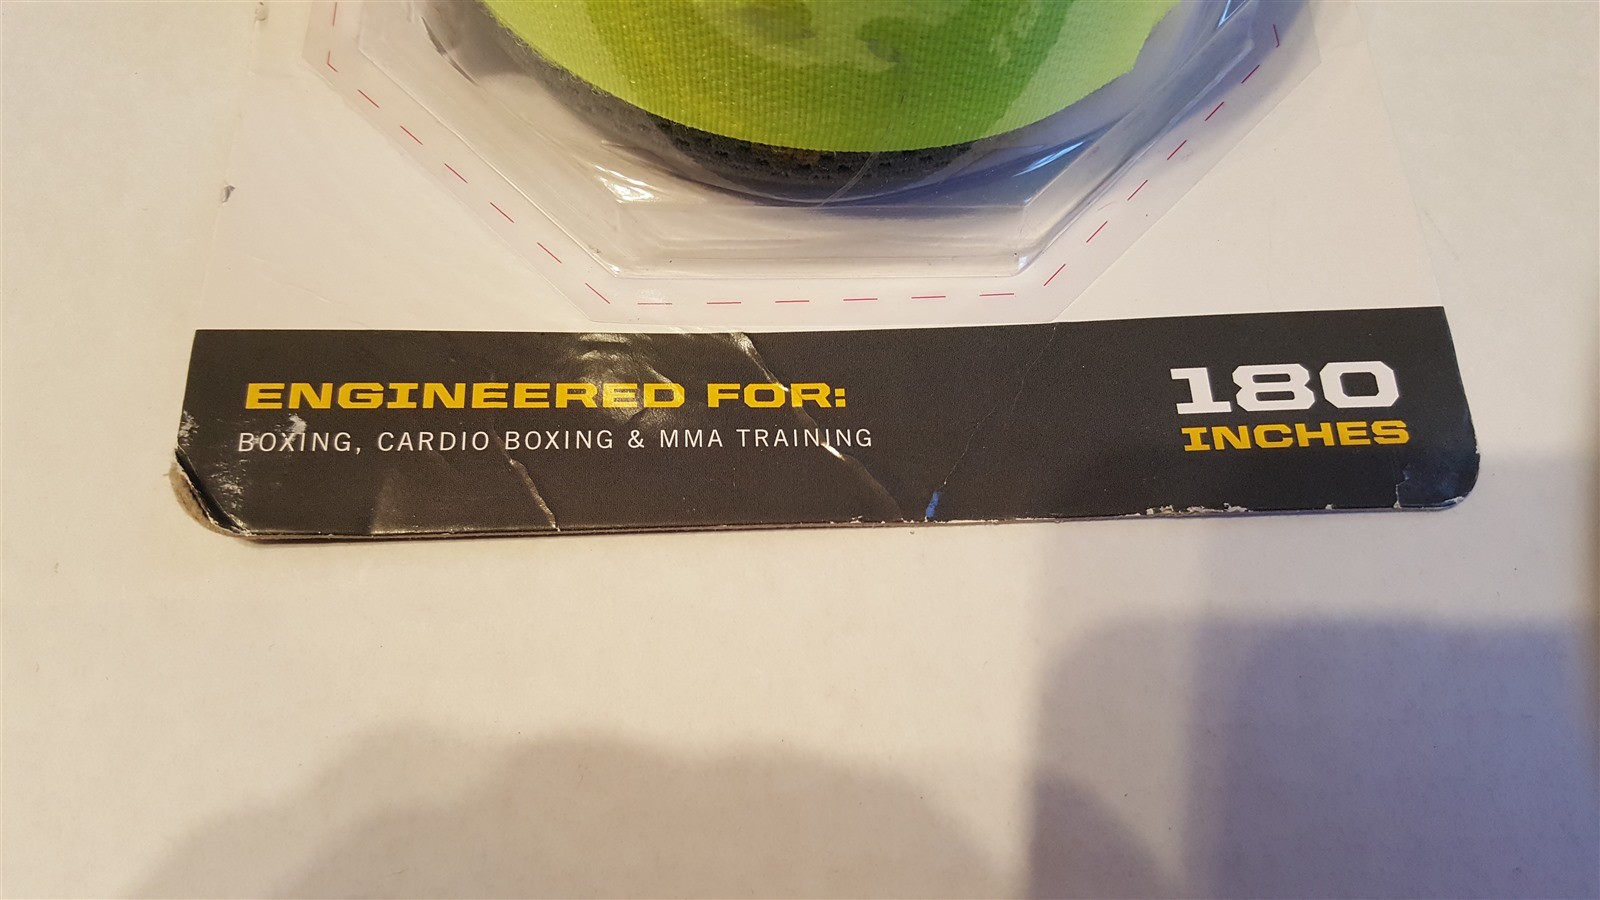 ENGINEERED FOR:
BOXING, CARDIO BOXING & MMA TRAINING
180
INCHES